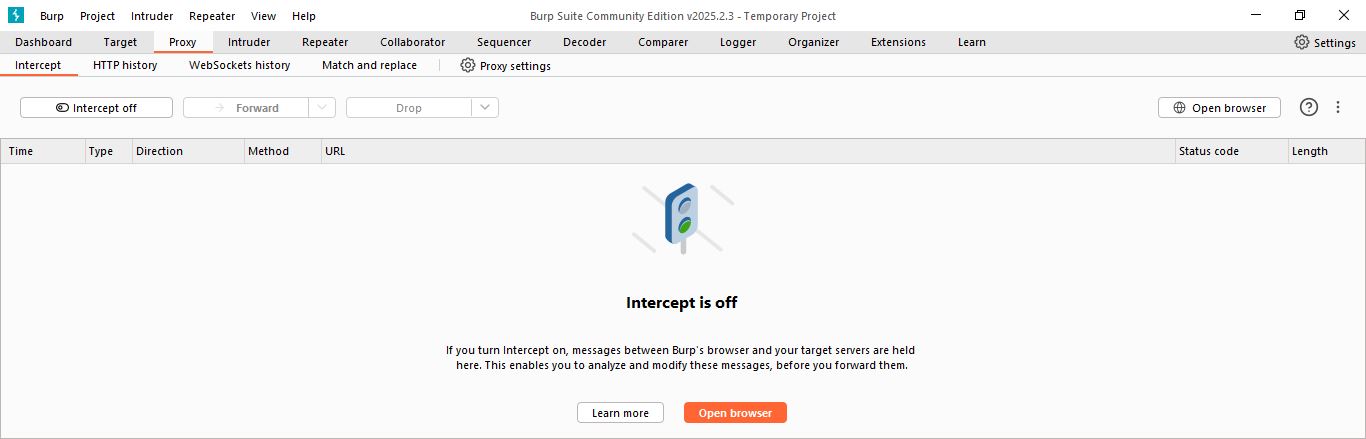 Burp Project Intruder Repeater View Help Burp Suite Community Edition v2025.2.3 - Temporary Project
Dashboard Target Proxy Intruder Repeater Collaborator Sequencer Decoder Comparer Logger Organizer Extensions Learn Settings
Intercept HTTP history WebSockets history Match and replace Proxy settings
Intercept off Forward Drop Open browser
Time Type Direction Method URL Status code Length
Intercept is off
If you turn Intercept on, messages between Burp's browser and your target servers are held
here. This enables you to analyze and modify these messages, before you forward them.
Learn more Open browser